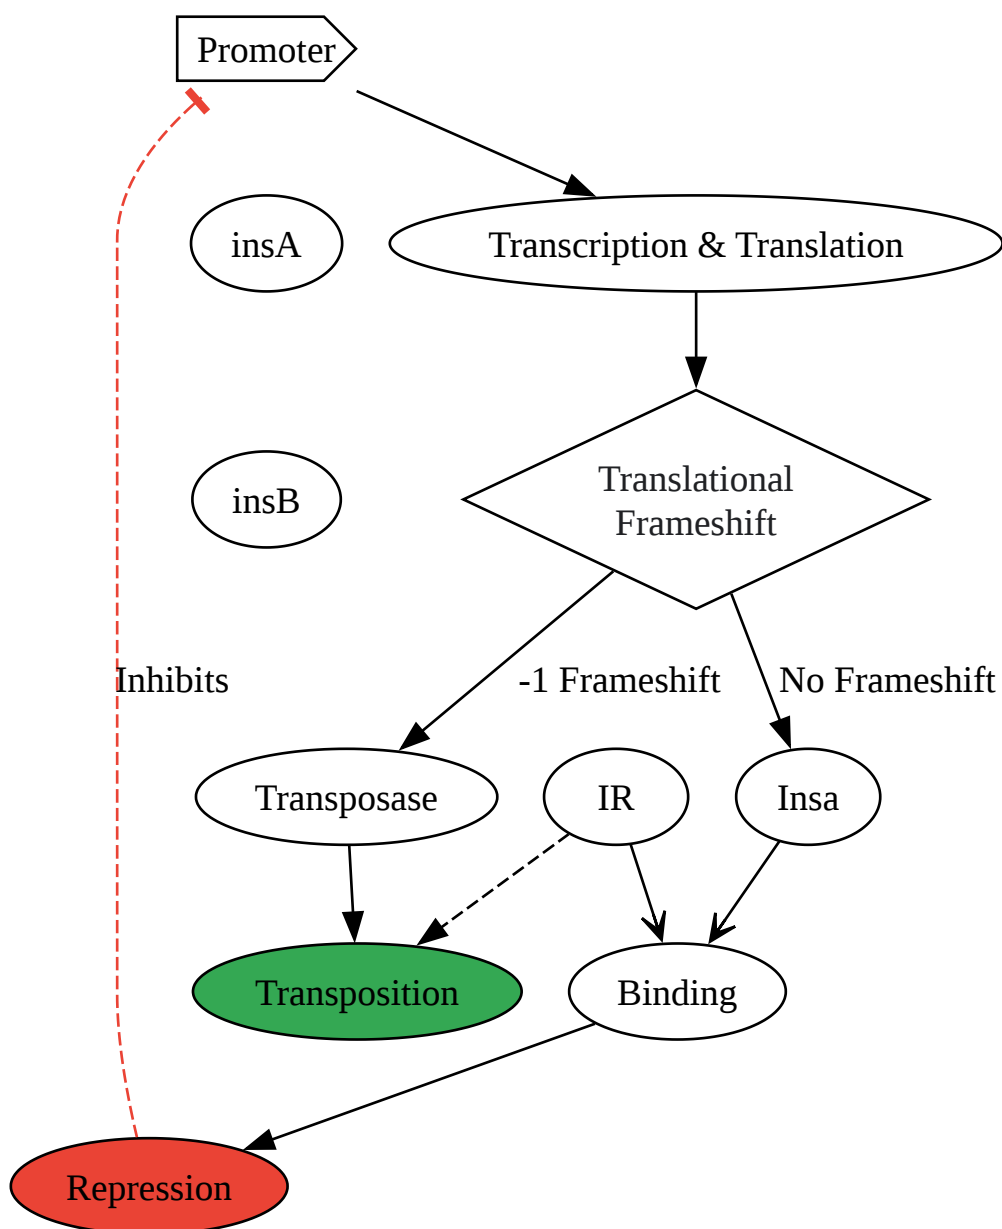 Promoter
insA
Transcription & Translation
insB
Translational
Frameshift
Inhibits
-1 Frameshift
No Frameshift
Transposase
IR
Insa
Transposition
Binding
Repression